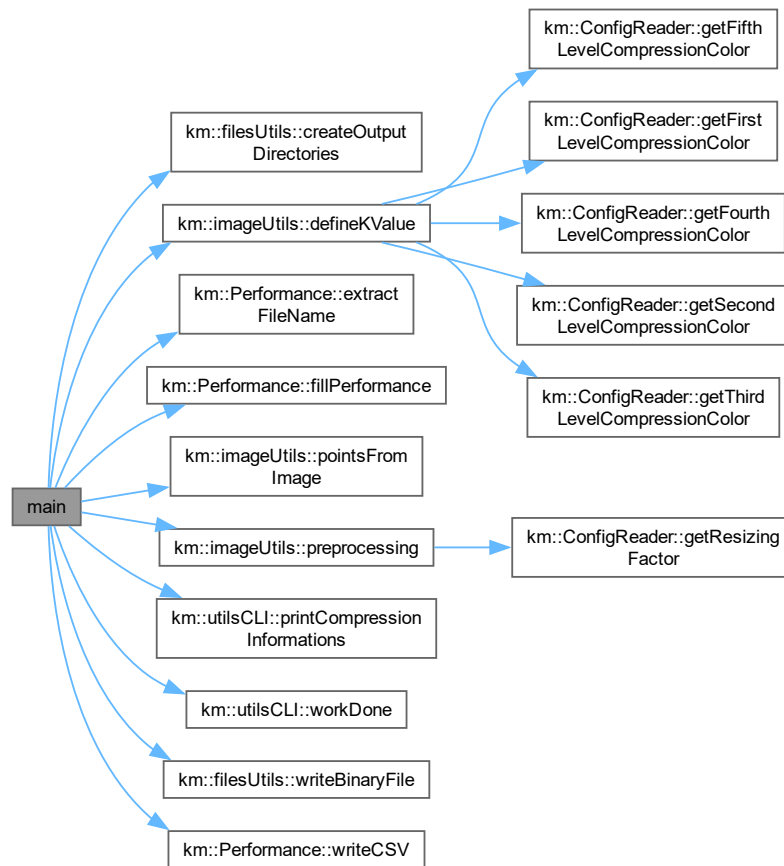 km::ConfigReader::getFifth
LevelCompressionColor
km::ConfigReader::getFirst
LevelCompressionColor
km::filesUtils::createOutput
Directories
km::imageUtils::defineKValue
km::ConfigReader::getFourth
LevelCompressionColor
km::Performance::extract
FileName
km::ConfigReader::getSecond
LevelCompressionColor
km::Performance::fillPerformance
km::ConfigReader::getThird
LevelCompressionColor
km::imageUtils::pointsFrom
Image
main
km::imageUtils::preprocessing
km::ConfigReader::getResizing
Factor
km::utilsCLI::printCompression
Informations
km::utilsCLI::workDone
km::filesUtils::writeBinaryFile
km::Performance::writeCSV